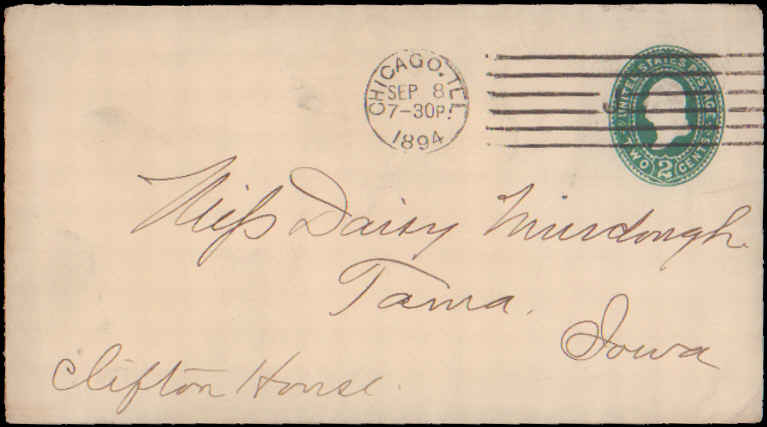 CHICAGO, ILL.
SEP 8
7-30P.
1894
UNITED STATES POSTAGE
TWO 2 CENTS
Miss Daisy Murdough.
Tama.
Iowa
Clifton House.